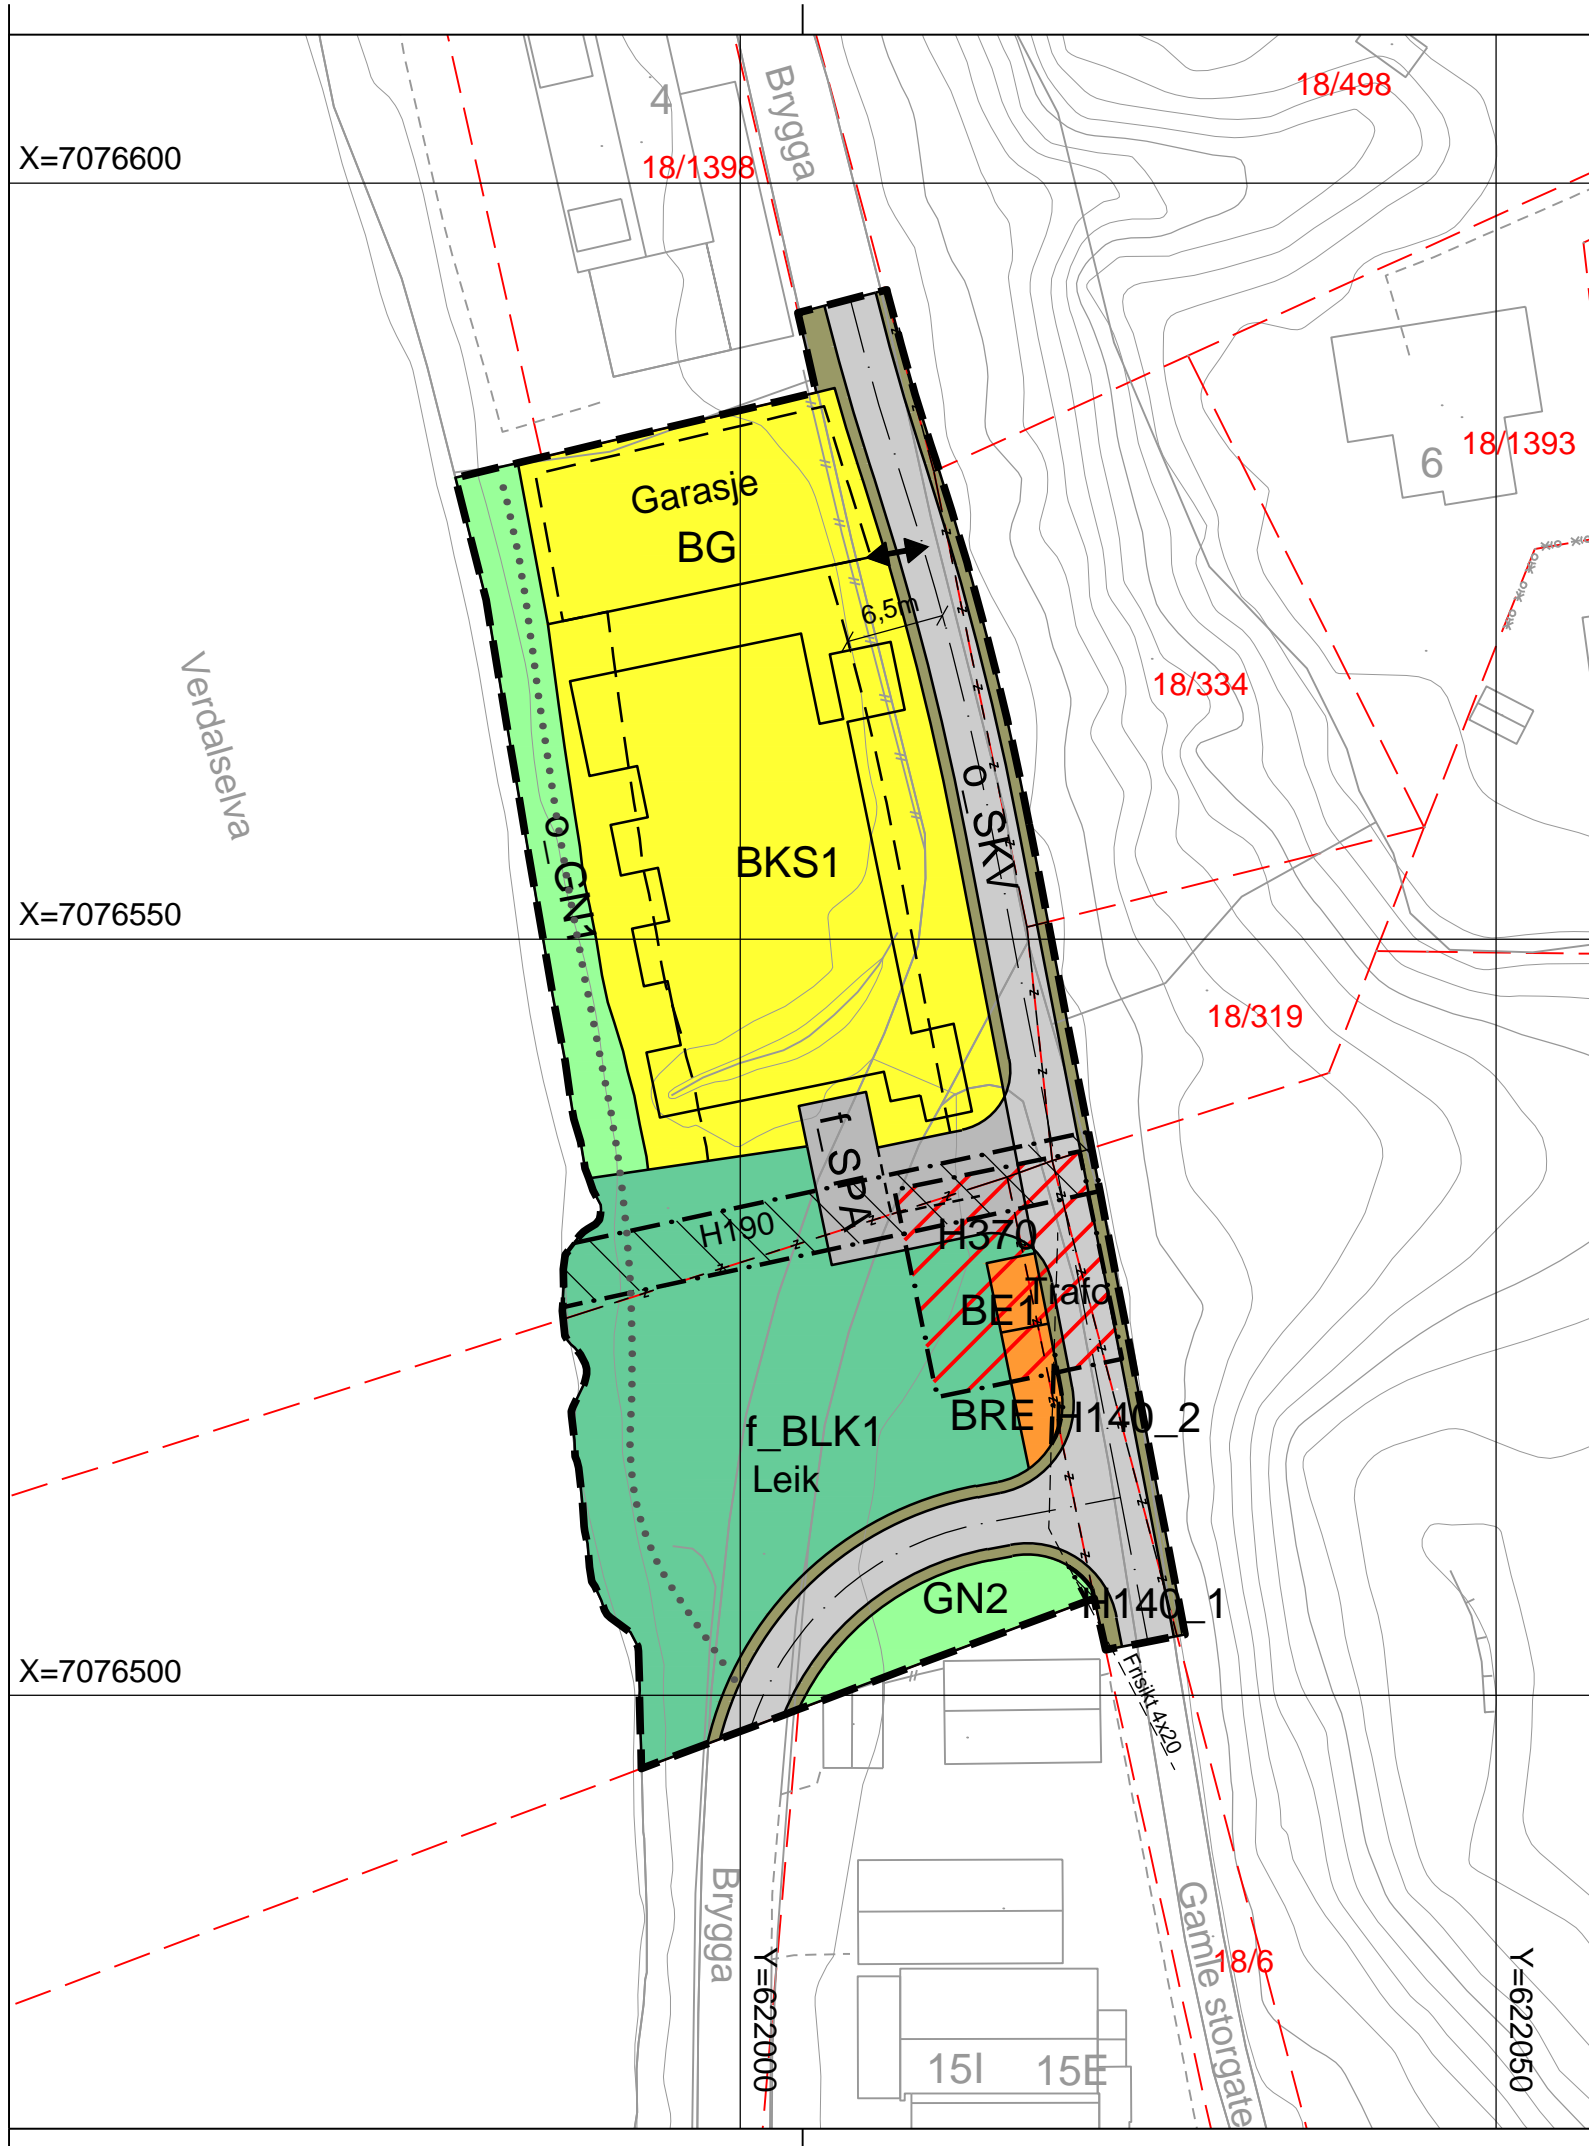 18/498
4
Brygga
X=7076600
18/1398
18/1393
6
Garasje
BG
6,5m
Verdalselva
18/334
o_SKV
o_GN1
BKS1
X=7076550
18/319
f_SPA
H190
H370
BE1
Trafo
BRE
H140_2
f_BLK1
Leik
GN2
H140_1
X=7076500
Frisikt 4x20
Brygga
Gamle storgate
18/6
Y=622000
Y=622050
15I
15E